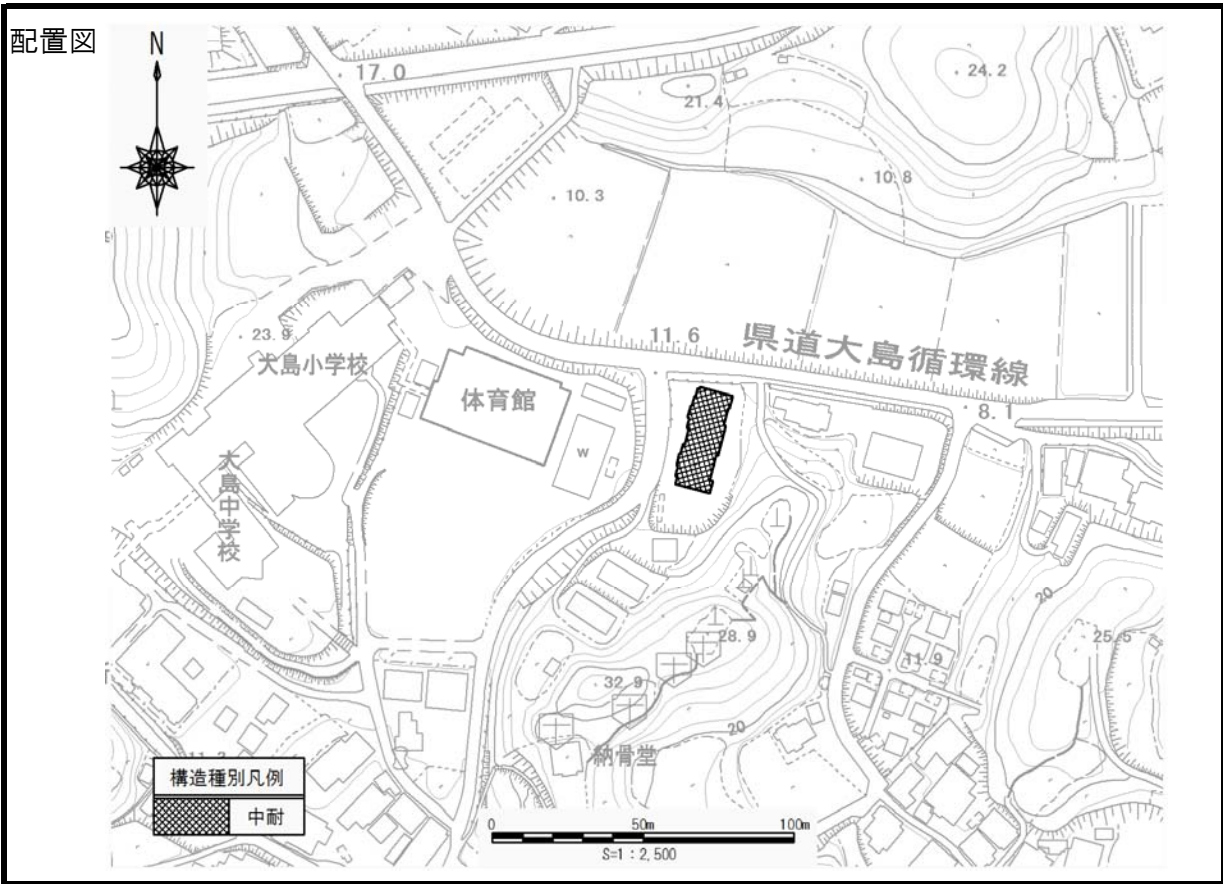 配置図
N
17.0
24.2
21.4
10.8
10.3
23.9
11.6
県道大島循環線
大島小学校
体育館
8.1
W
大島中学校
20
28.9
25.5
11.9
32.9
20
納骨堂
構造種別凡例
中耐
0 50m 100m
S=1：2,500